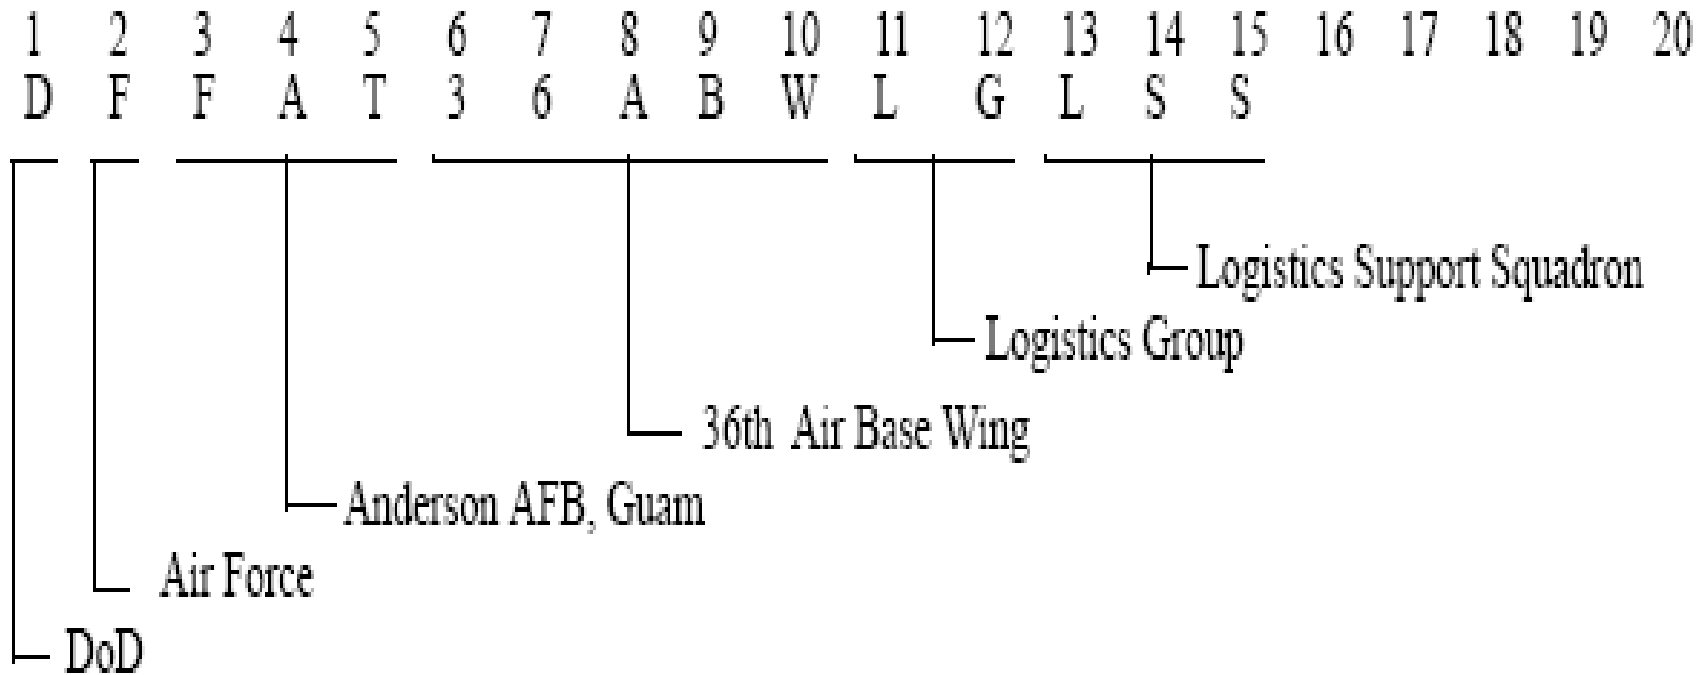 1 2 3 4 5 6 7 8 9 10 11 12 13 14 15 16 17 18 19 20
D F F A T 3 6 A B W L G L S S
Logistics Support Squadron
Logistics Group
36th Air Base Wing
Anderson AFB, Guam
Air Force
DoD